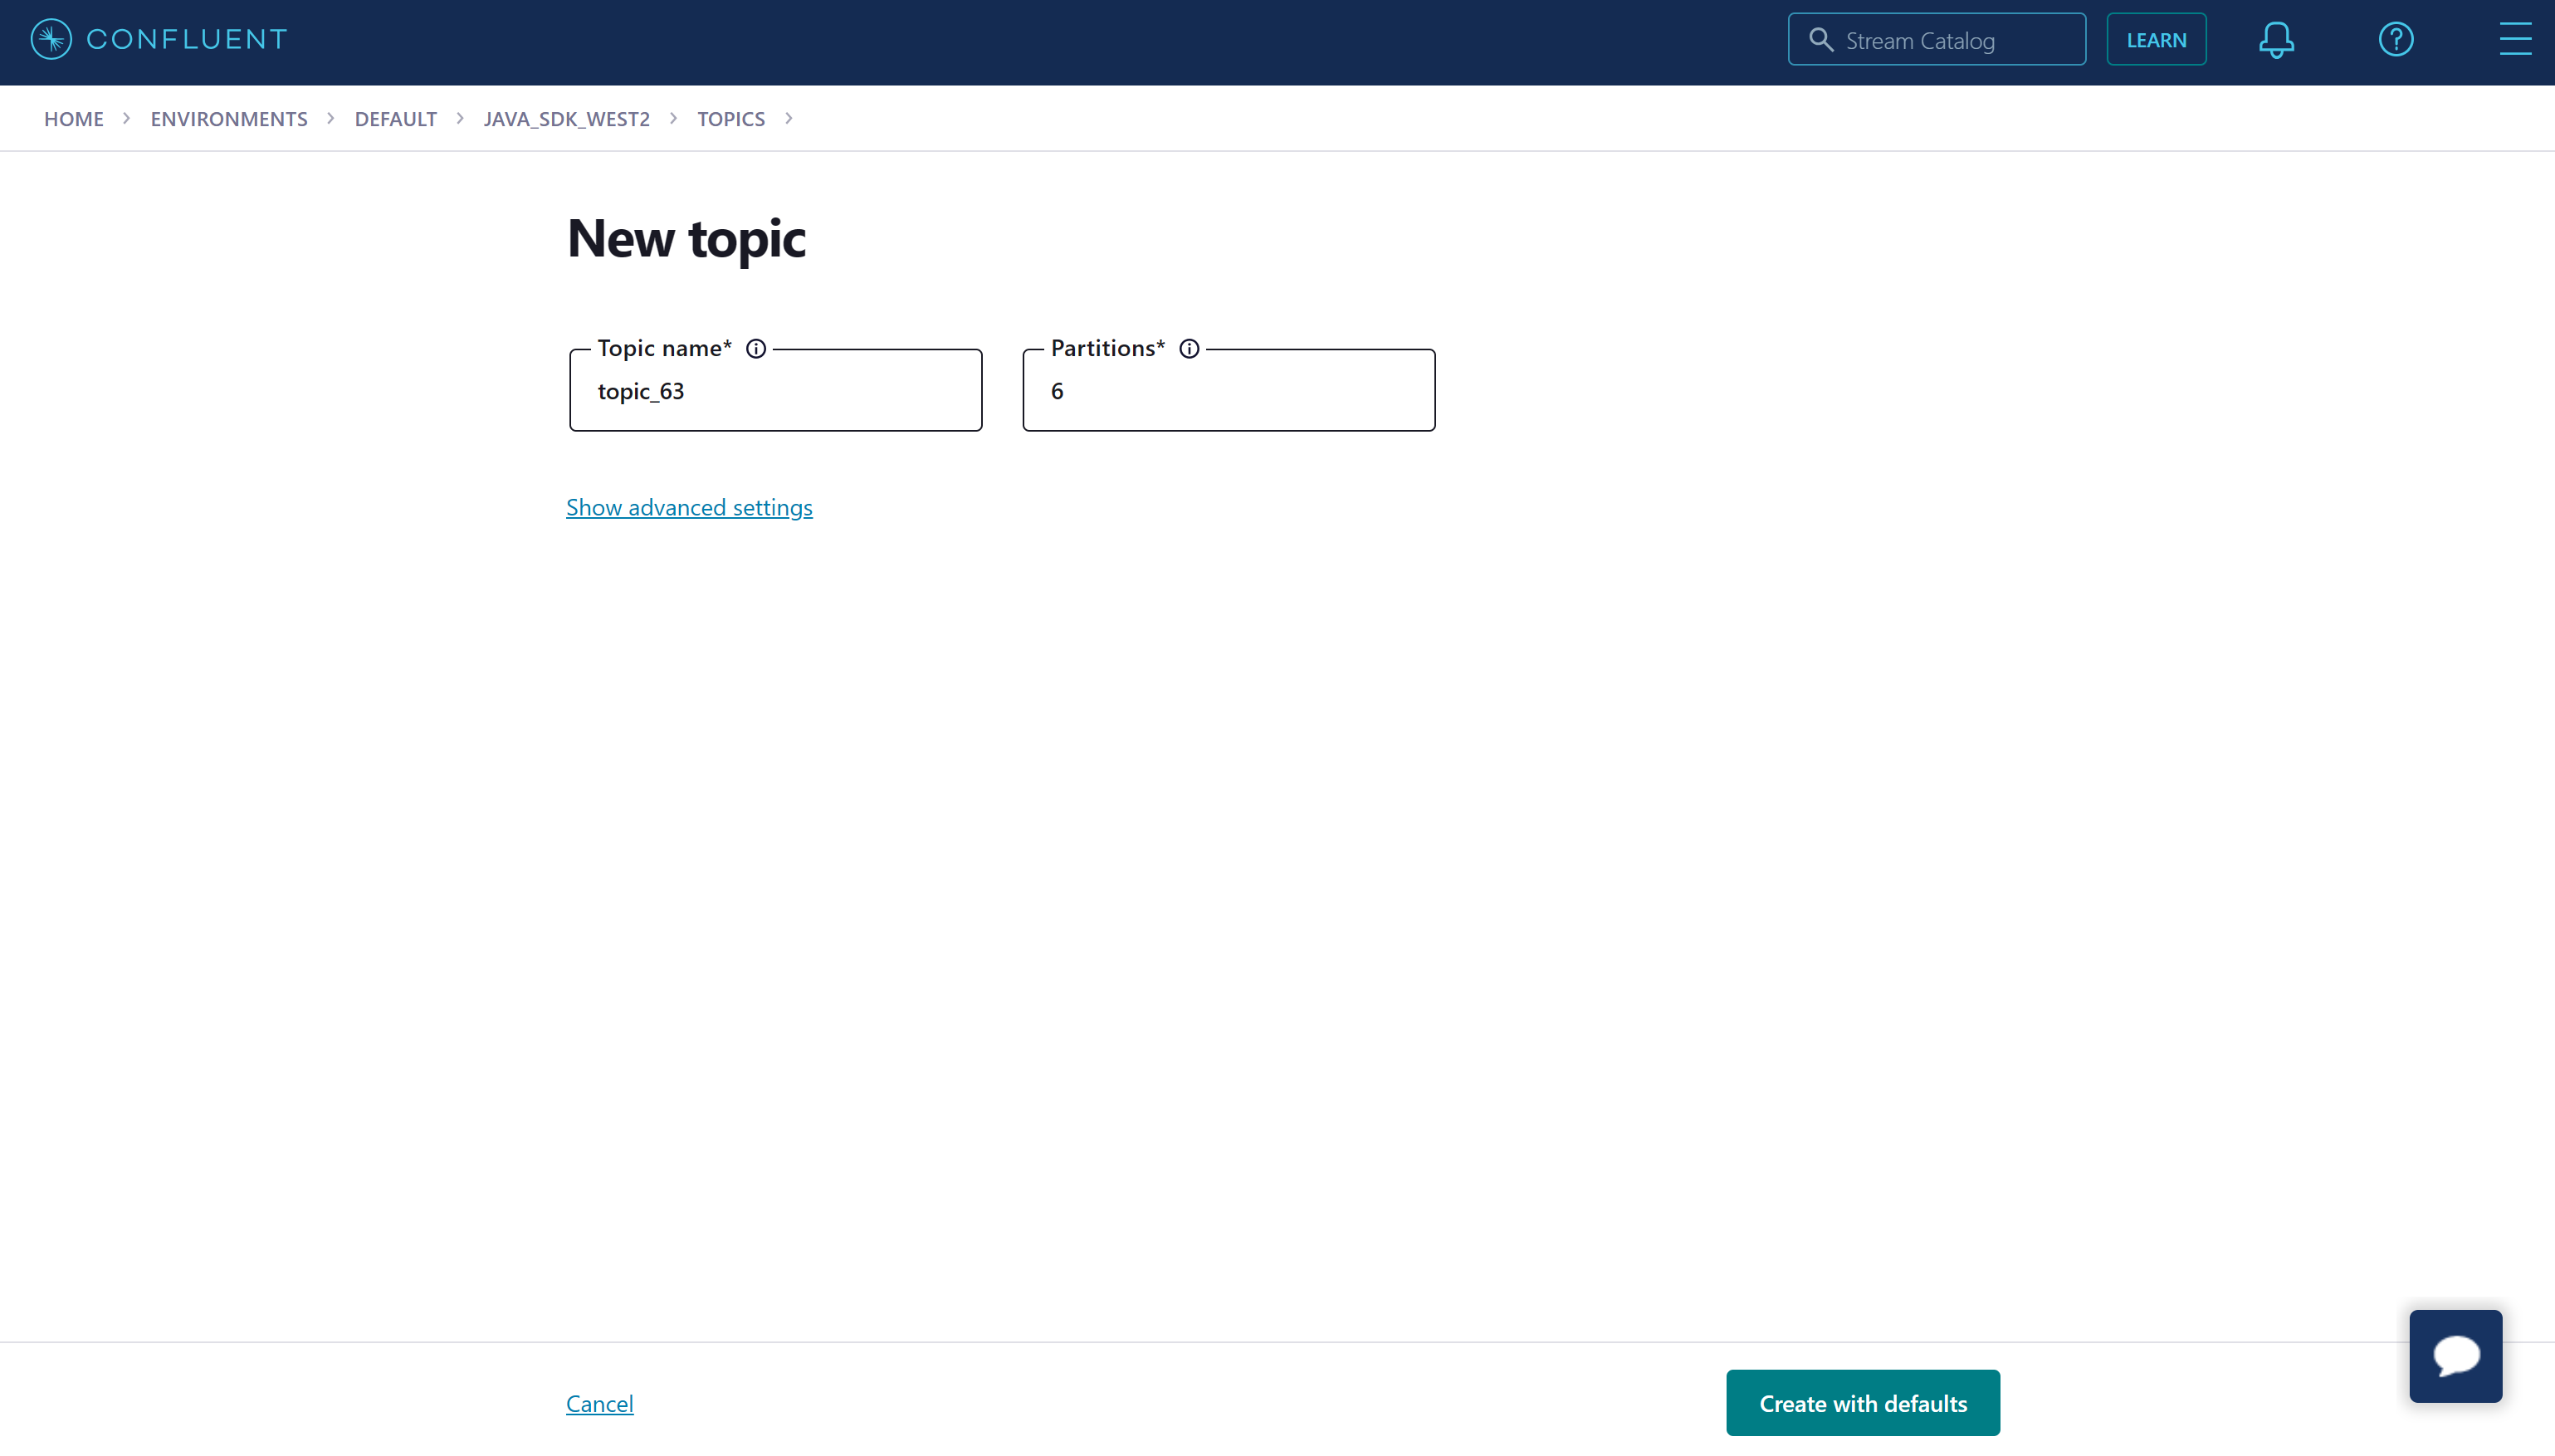 CONFLUENT
Stream Catalog
LEARN
HOME > ENVIRONMENTS > DEFAULT > JAVA_SDK_WEST2 > TOPICS >
New topic
Topic name* Partitions*
topic_63 6
Show advanced settings
Cancel Create with defaults